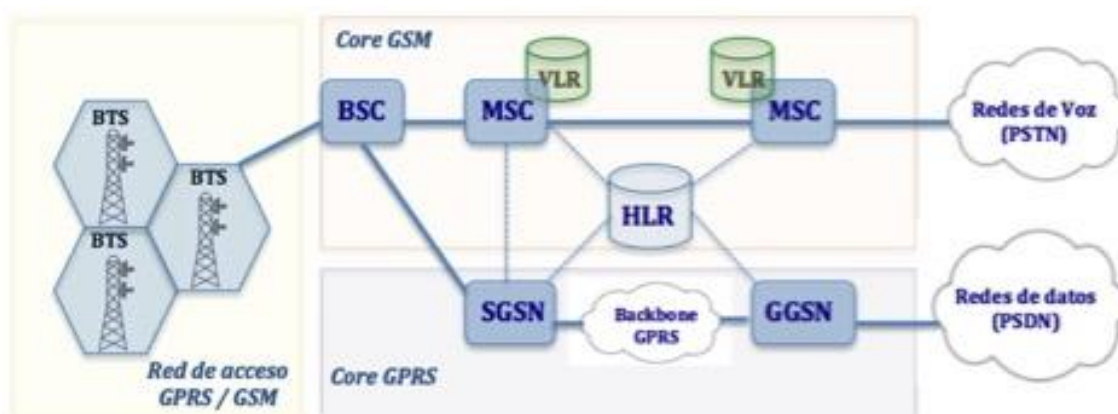 Core GSM
VLR
VLR
BTS
BSC
MSC
MSC
Redes de Voz
(PSTN)
BTS
HLR
BTS
SGSN
Backbone
GPRS
GGSN
Redes de datos
(PSDN)
Red de acceso
GPRS / GSM
Core GPRS